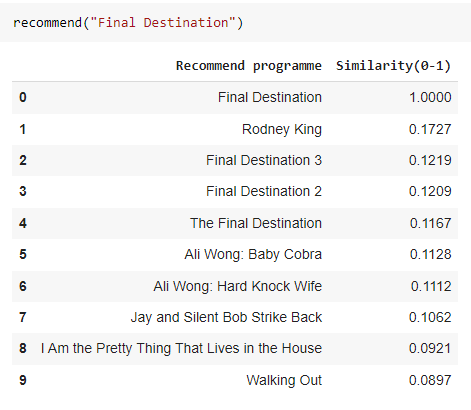 recommend("Final Destination")
Recommend programme Similarity(0-1)
0 Final Destination 1.0000
1 Rodney King 0.1727
2 Final Destination 3 0.1219
3 Final Destination 2 0.1209
4 The Final Destination 0.1167
5 Ali Wong: Baby Cobra 0.1128
6 Ali Wong: Hard Knock Wife 0.1112
7 Jay and Silent Bob Strike Back 0.1062
8 I Am the Pretty Thing That Lives in the House 0.0921
9 Walking Out 0.0897